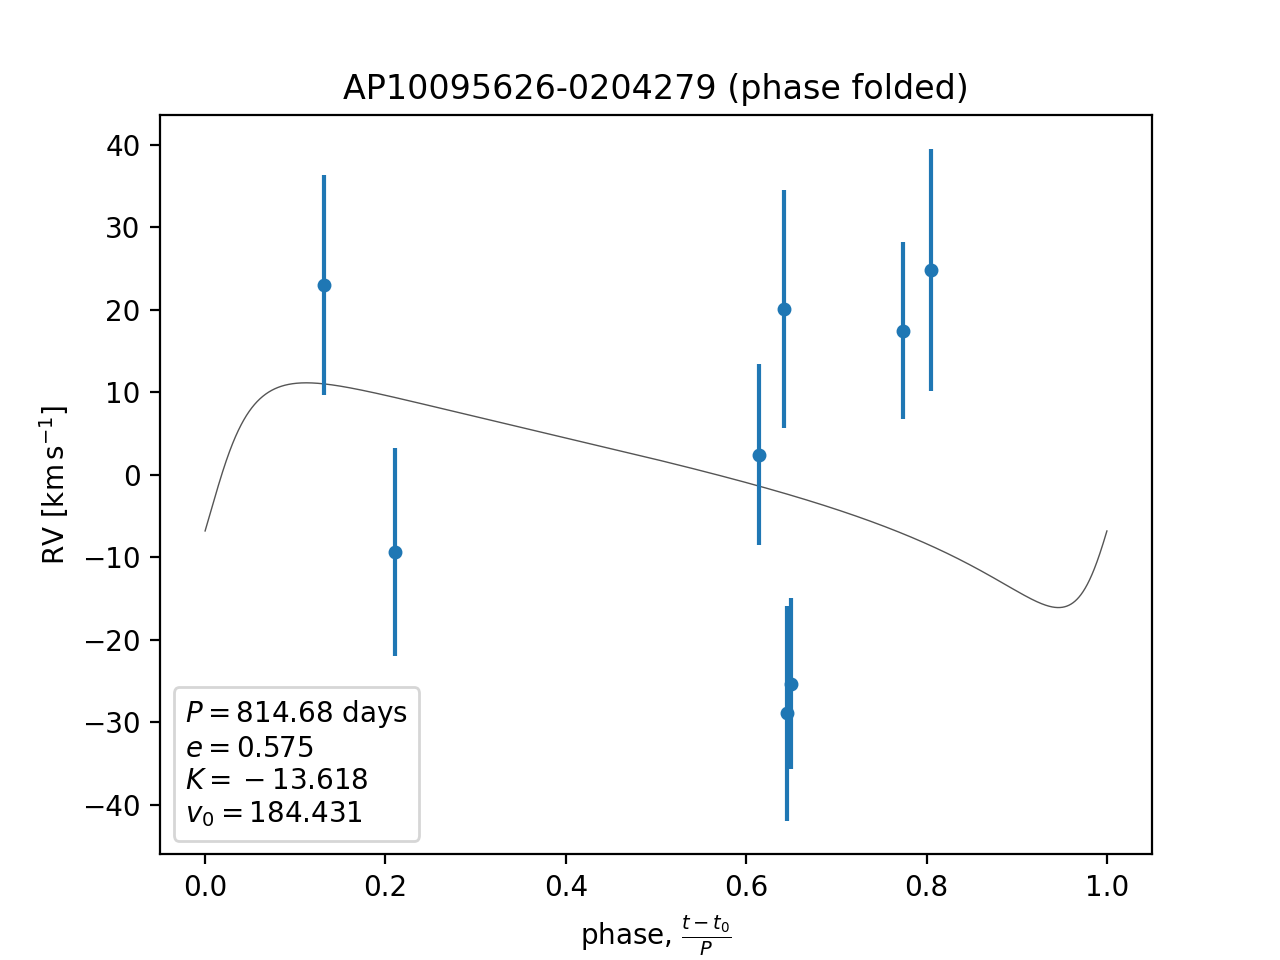 AP10095626-0204279 (phase folded)
40
30
20
10
0
−10
−20
−30
−40
RV [km s⁻¹]
P = 814.68 days
e = 0.575
K = −13.618
v₀ = 184.431
0.0 0.2 0.4 0.6 0.8 1.0
phase, (t − t₀)/P